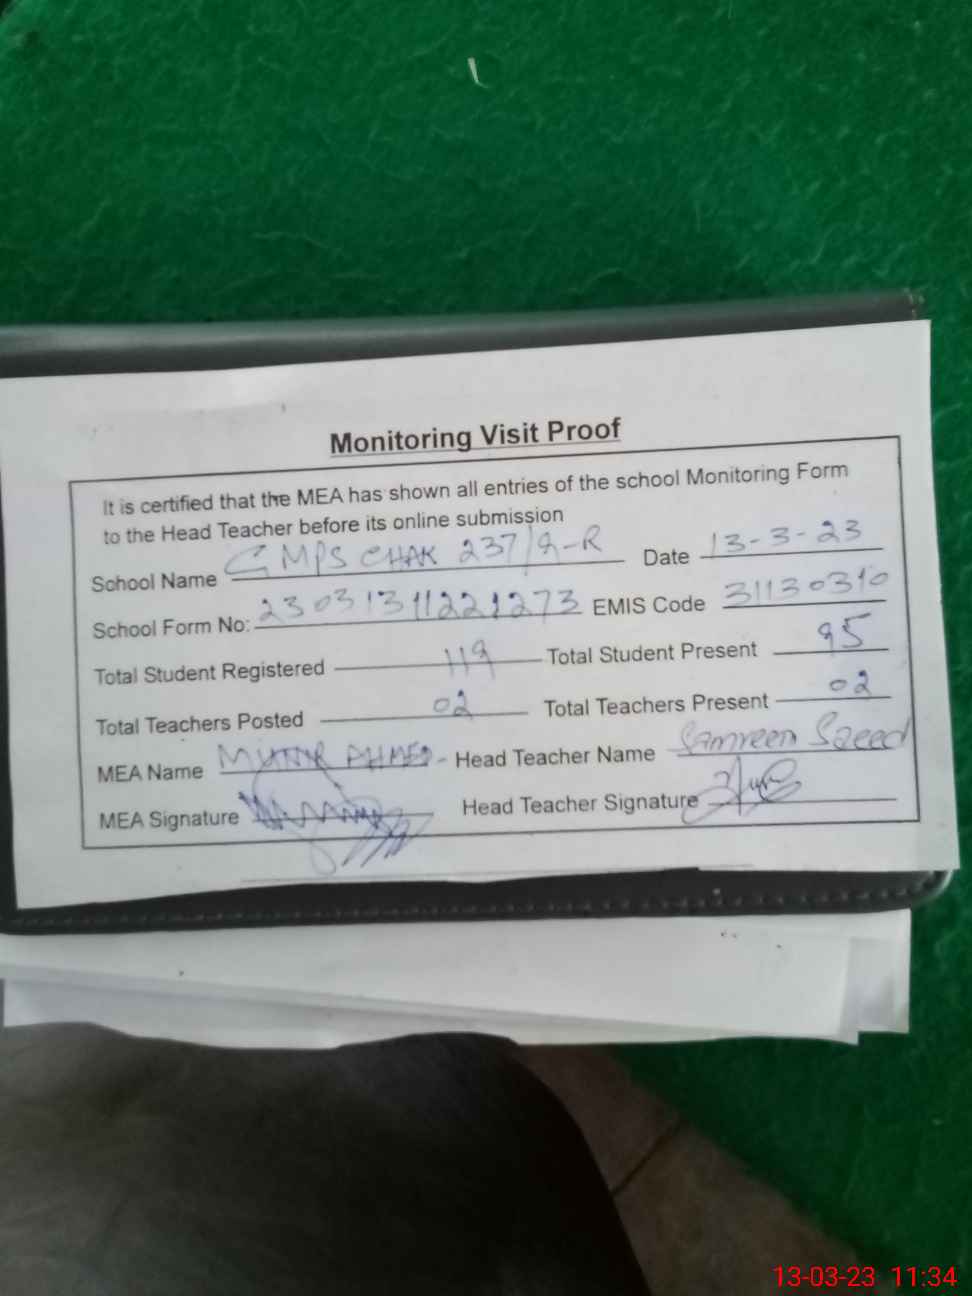 Monitoring Visit Proof
It is certified that the MEA has shown all entries of the school Monitoring Form
to the Head Teacher before its online submission
School Name GMPS CHAK 237/9-R Date 13-3-23
School Form No: 23031311221273 EMIS Code 31130310
Total Student Registered 119 Total Student Present 95
Total Teachers Posted 02 Total Teachers Present 02
MEA Name AHMED Head Teacher Name Samreen Saeed
MEA Signature Head Teacher Signature
13-03-23 11:34